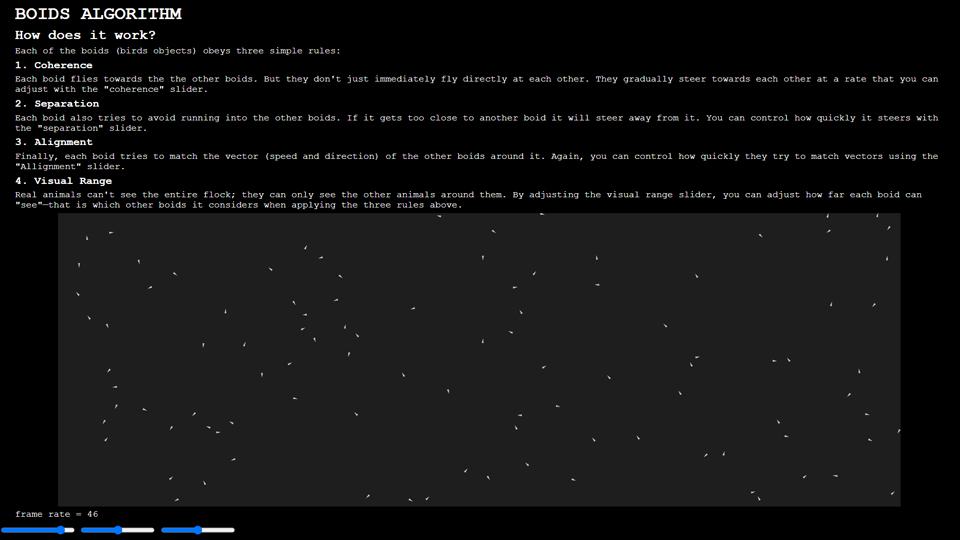 BOIDS ALGORITHM
How does it work?
Each of the boids (birds objects) obeys three simple rules:
1. Coherence
Each boid flies towards the the other boids. But they don't just immediately fly directly at each other. They gradually steer towards each other at a rate that you can
adjust with the "coherence" slider.
2. Separation
Each boid also tries to avoid running into the other boids. If it gets too close to another boid it will steer away from it. You can control how quickly it steers with
the "separation" slider.
3. Alignment
Finally, each boid tries to match the vector (speed and direction) of the other boids around it. Again, you can control how quickly they try to match vectors using the
"Allignment" slider.
4. Visual Range
Real animals can't see the entire flock; they can only see the other animals around them. By adjusting the visual range slider, you can adjust how far each boid can
"see"—that is which other boids it considers when applying the three rules above.
frame rate = 46